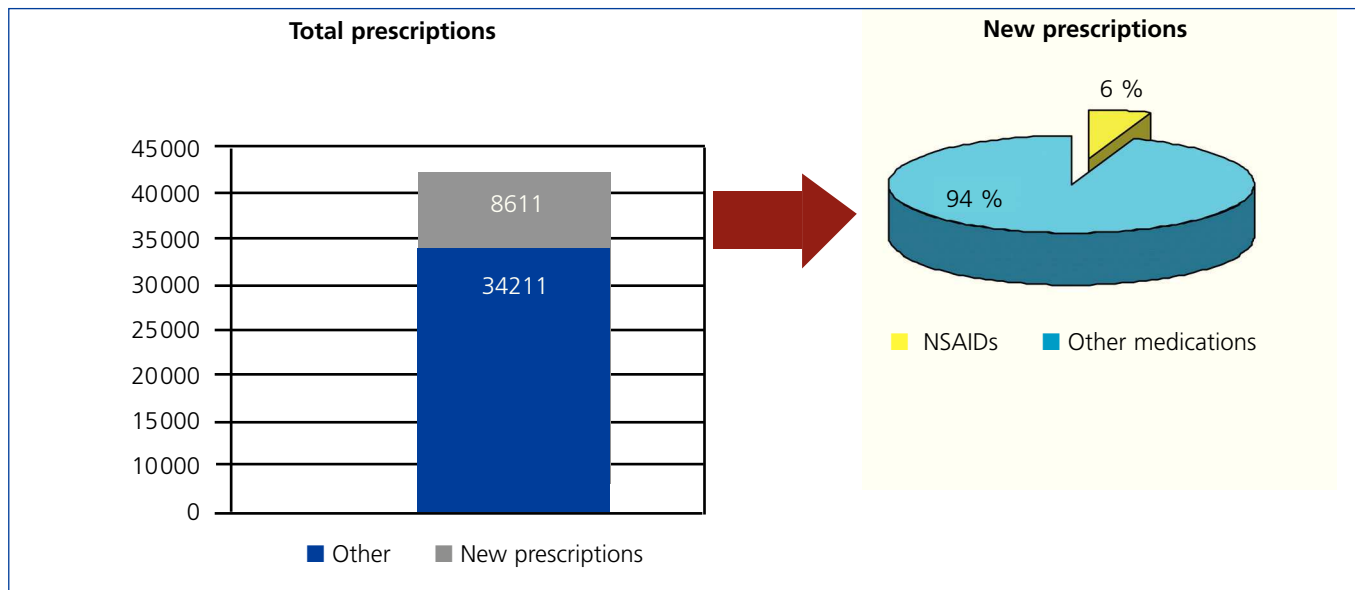 Total prescriptions
45000
40000
35000
30000
25000
20000
15000
10000
0
8611
34211
Other
New prescriptions
New prescriptions
6 %
94 %
NSAIDs
Other medications